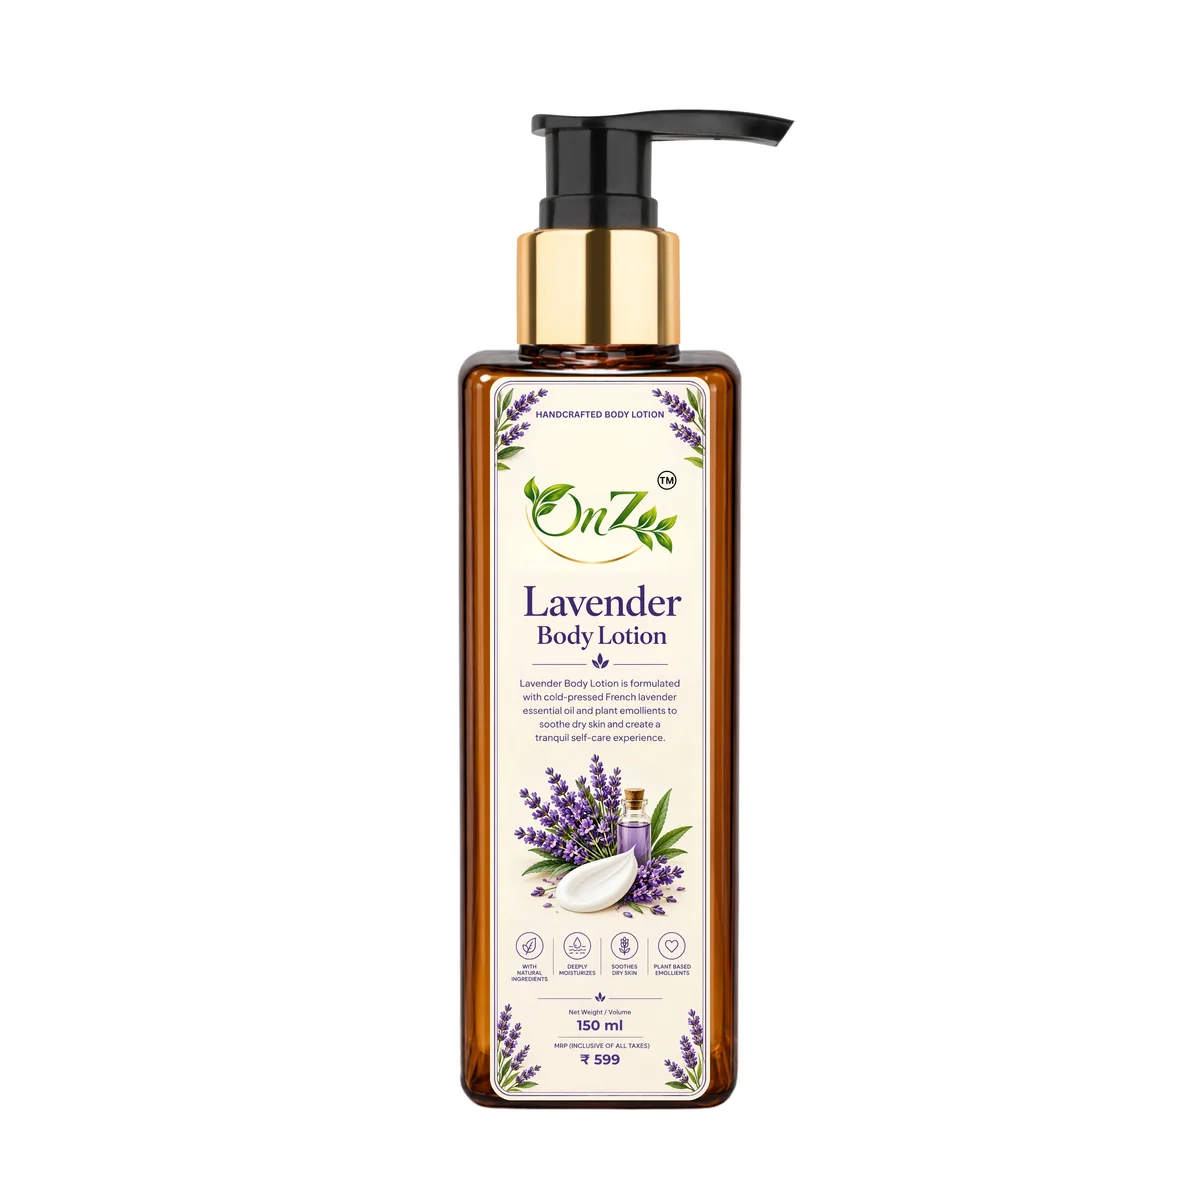 HANDCRAFTED BODY LOTION
OnZ
TM
Lavender
Body Lotion
Lavender Body Lotion is formulated
with cold-pressed French lavender
essential oil and plant emollients to
soothe dry skin and create a
tranquil self-care experience.
WITH
NATURAL
INGREDIENTS
DEEPLY
MOISTURIZES
SOOTHES
DRY SKIN
PLANT BASED
EMOLLIENTS
Net Weight / Volume
150 ml
MRP (INCLUSIVE OF ALL TAXES)
₹ 599